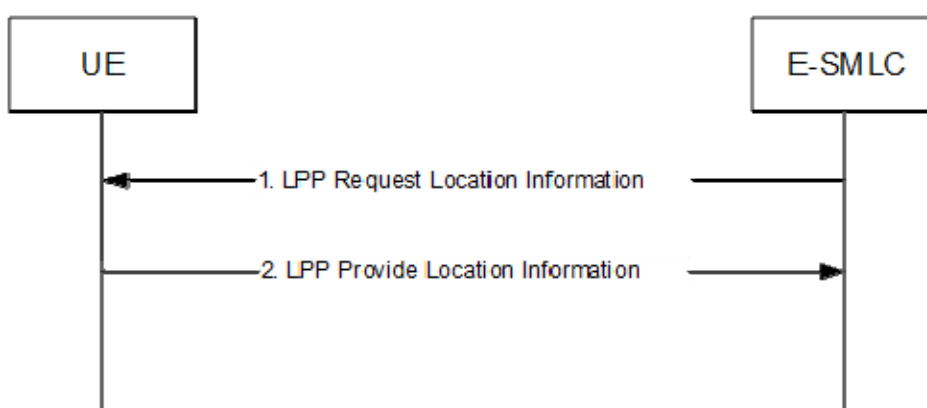 UE
E-SMLC
1. LPP Request Location Information
2. LPP Provide Location Information